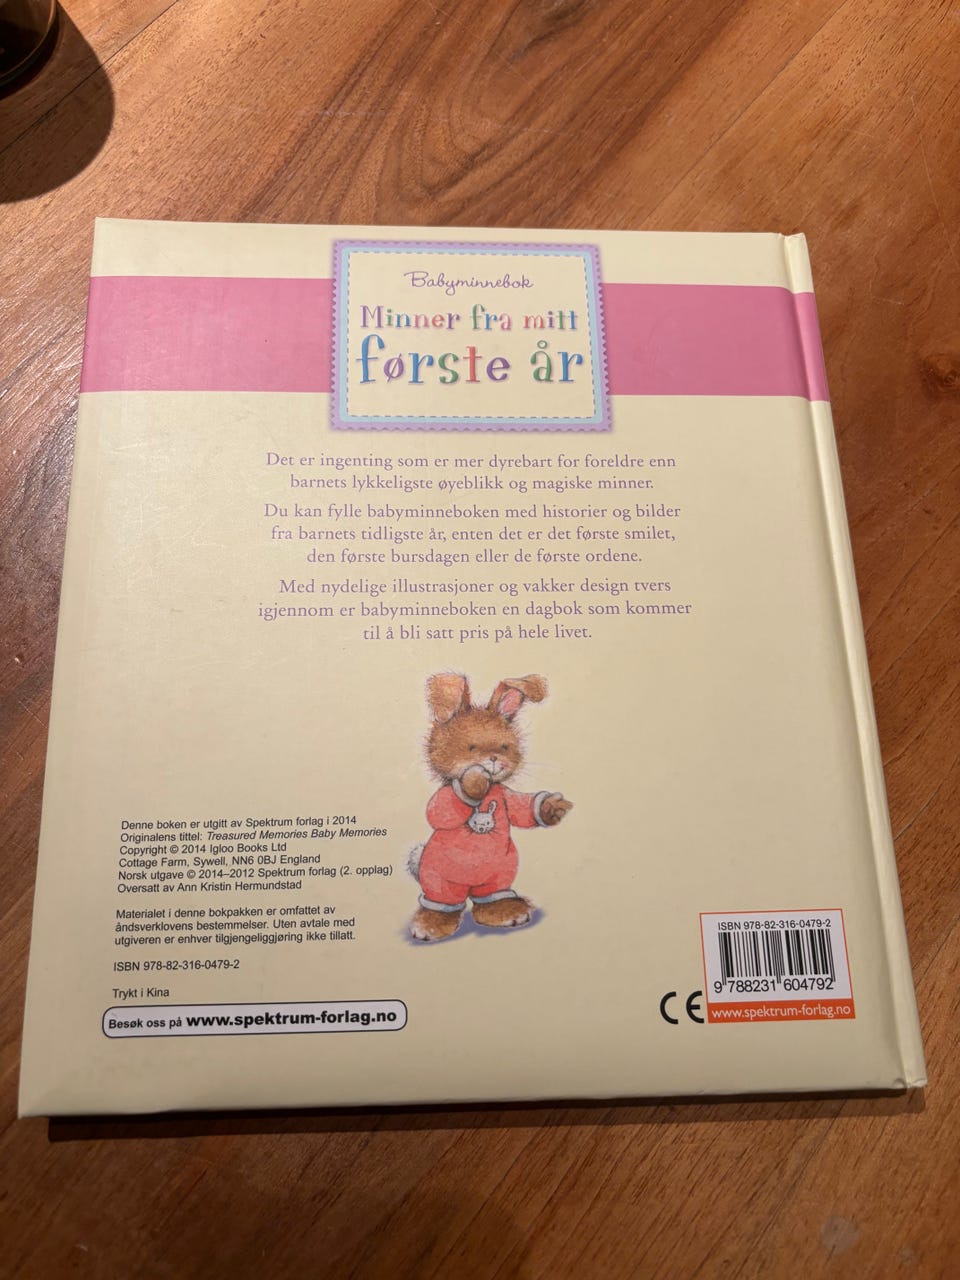 Babyminnebok
Minner fra mitt
første år
Det er ingenting som er mer dyrebart for foreldre enn
barnets lykkeligste øyeblikk og magiske minner.
Du kan fylle babyminneboken med historier og bilder
fra barnets tidligste år, enten det er det første smilet,
den første bursdagen eller de første ordene.
Med nydelige illustrasjoner og vakker design tvers
igjennom er babyminneboken en dagbok som kommer
til å bli satt pris på hele livet.
Denne boken er utgitt av Spektrum forlag i 2014
Originalens tittel: Treasured Memories Baby Memories
Copyright © 2014 Igloo Books Ltd
Cottage Farm, Sywell, NN6 0BJ England
Norsk utgave © 2014–2012 Spektrum forlag (2. opplag)
Oversatt av Ann Kristin Hermundstad
Materialet i denne bokpakken er omfattet av
åndsverklovens bestemmelser. Uten avtale med
utgiveren er enhver tilgjengeliggjøring ikke tillatt.
ISBN 978-82-316-0479-2
Trykt i Kina
Besøk oss på www.spektrum-forlag.no
CE
ISBN 978-82-316-0479-2
9 788231 604792
www.spektrum-forlag.no